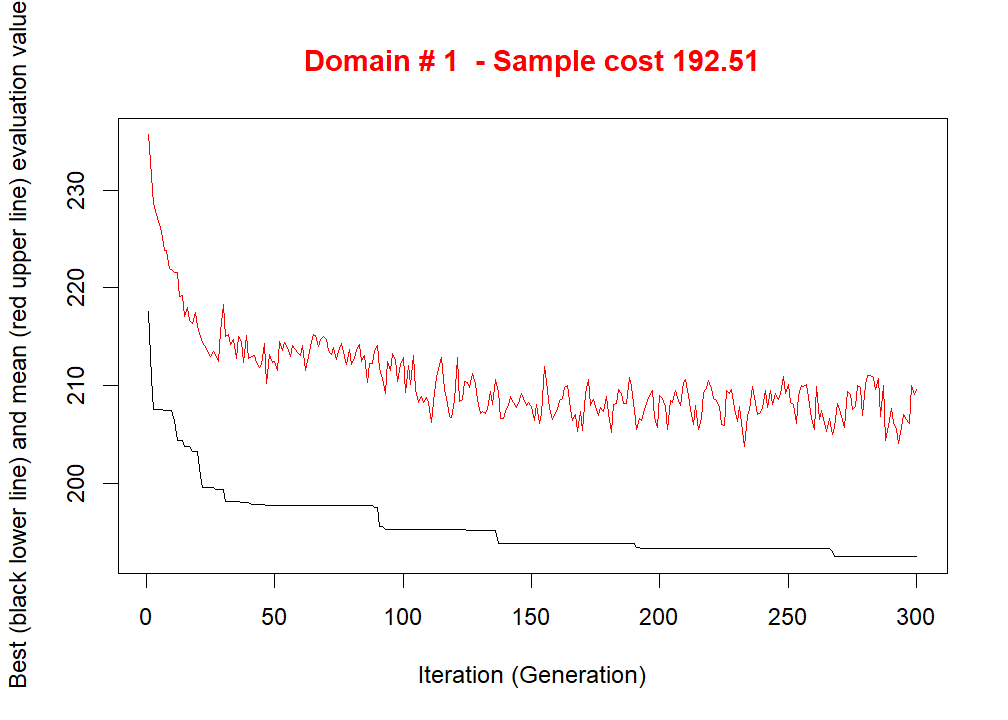 Domain # 1  - Sample cost 192.51
Best (black lower line) and mean (red upper line) evaluation value
230
220
210
200
0 50 100 150 200 250 300
Iteration (Generation)